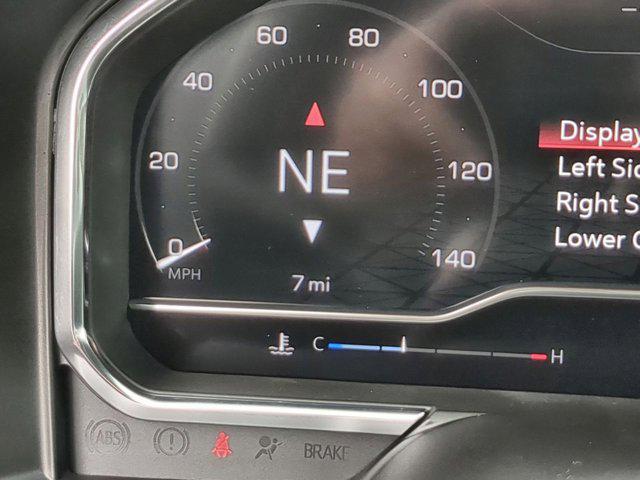 60 80
40 100
20 NE 120
0 140
MPH
7 mi
Display
Left Sid
Right S
Lower C
C H
ABS BRAKE